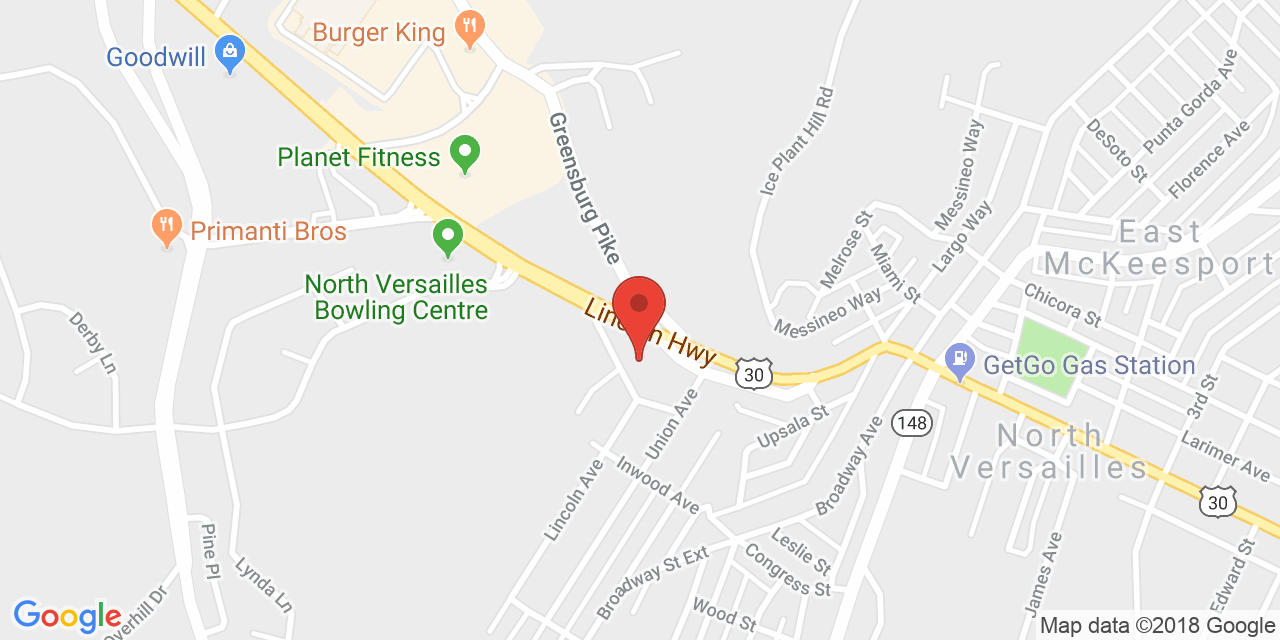 Burger King
Goodwill
Greensburg Pike
Planet Fitness
Primanti Bros
North Versailles
Bowling Centre
Ice Plant Hill Rd
Punta Gorda Ave
DeSoto St
Florence Ave
Messineo Way
Largo Way
Melrose St
Miami St
East
McKeesport
Messineo Way
Chicora St
Lincoln Hwy
30
GetGo Gas Station
Derby Ln
3rd St
148
Upsala St
Union Ave
North
Versailles
Larimer Ave
Broadway Ave
Inwood Ave
Lincoln Ave
30
Pine Pl
Lynda Ln
Leslie St
Congress St
Broadway St Ext
James Ave
Edward St
Wood St
Overhill Dr
Google
Map data ©2018 Google